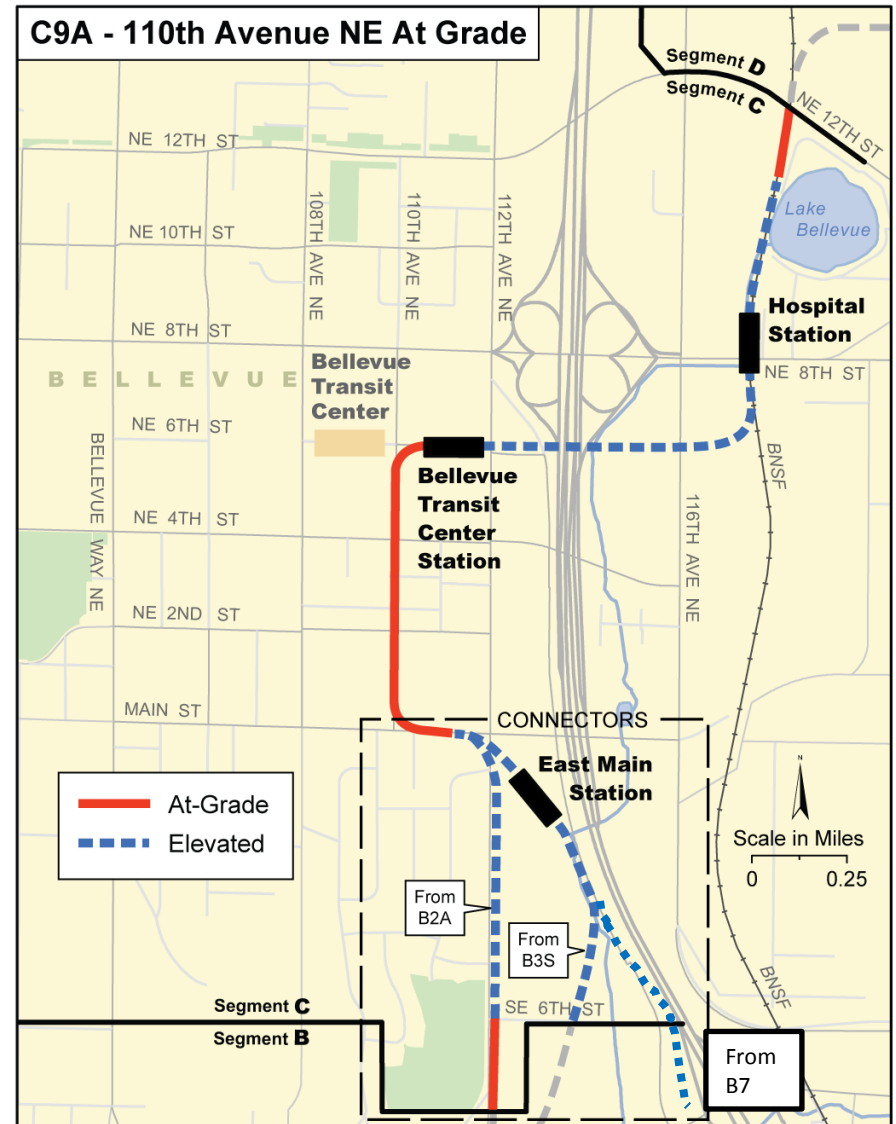 C9A - 110th Avenue NE At Grade
Segment D
Segment C
NE 12TH ST
NE 12TH ST
108TH AVE NE
110TH AVE NE
112TH AVE NE
Lake
Bellevue
NE 10TH ST
Hospital
Station
NE 8TH ST
NE 8TH ST
BELLEVUE
Bellevue
Transit
Center
NE 6TH ST
BELLEVUE WAY NE
BNSF
Bellevue
Transit
Center
Station
116TH AVE NE
NE 4TH ST
NE 2ND ST
MAIN ST
CONNECTORS
East Main
Station
At-Grade
Elevated
N
Scale in Miles
0 0.25
From
B2A
From
B3S
BNSF
Segment C
Segment B
SE 6TH ST
From
B7